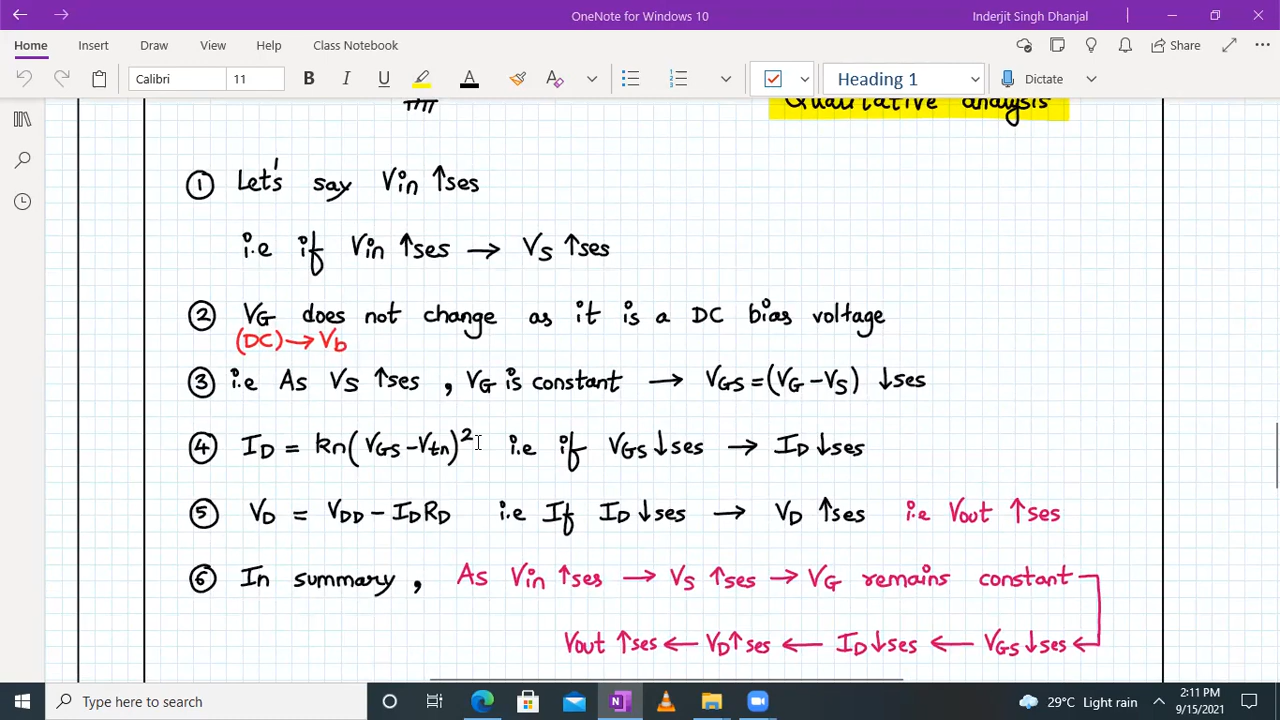 OneNote for Windows 10
Inderjit Singh Dhanjal
Home Insert Draw View Help Class Notebook
Share
Calibri 11 B I U A Heading 1 Dictate
Qualitative analysis
① Let's say Vin ↑ses
i.e if Vin ↑ses → VS ↑ses
② VG does not change as it is a DC bias voltage
(DC) → Vb
③ i.e As VS ↑ses , VG is constant → VGS = (VG - VS) ↓ses
④ ID = kn(VGS - Vtn)² i.e if VGS ↓ses → ID ↓ses
⑤ VD = VDD - IDRD i.e If ID ↓ses → VD ↑ses i.e Vout ↑ses
⑥ In summary, As Vin ↑ses → VS ↑ses → VG remains constant
Vout ↑ses ← VD ↑ses ← ID ↓ses ← VGS ↓ses ←
Type here to search
29°C Light rain
2:11 PM
9/15/2021